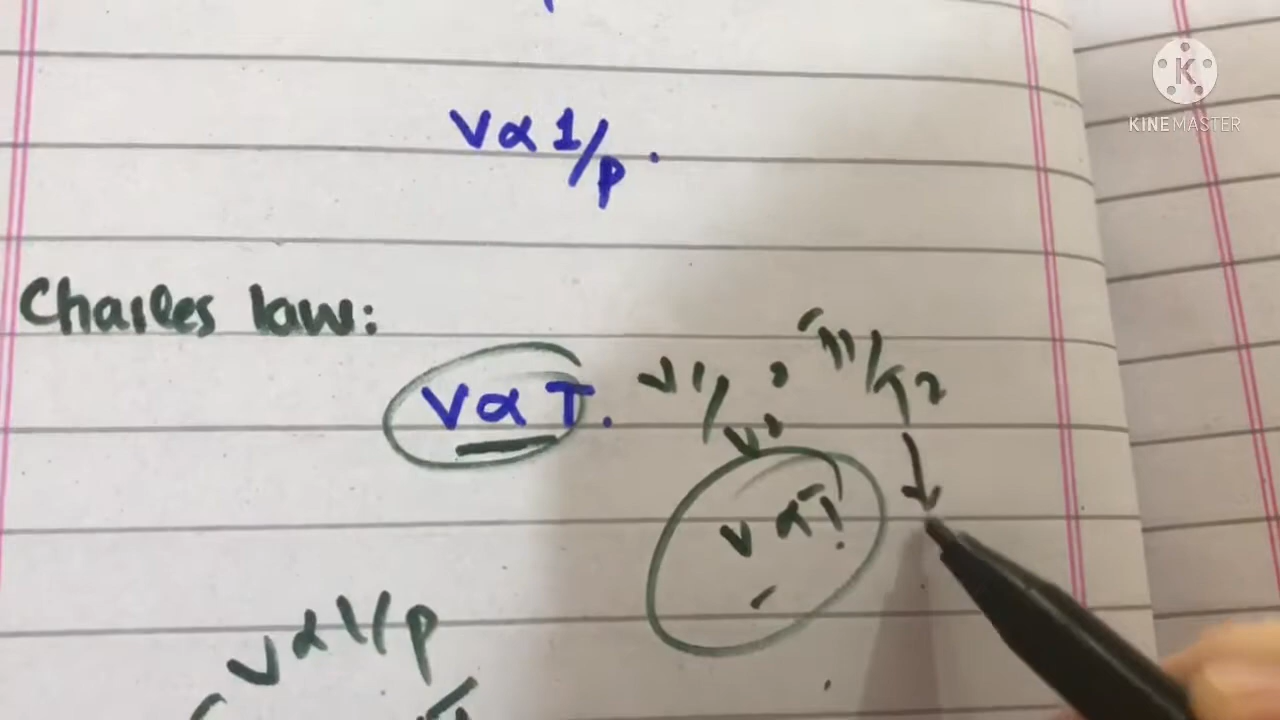 V ∝ 1/p.
K
KINEMASTER
Charles law:
V ∝ T. V1/V2 = T1/T2
V ∝ T.
V ∝ 1/p